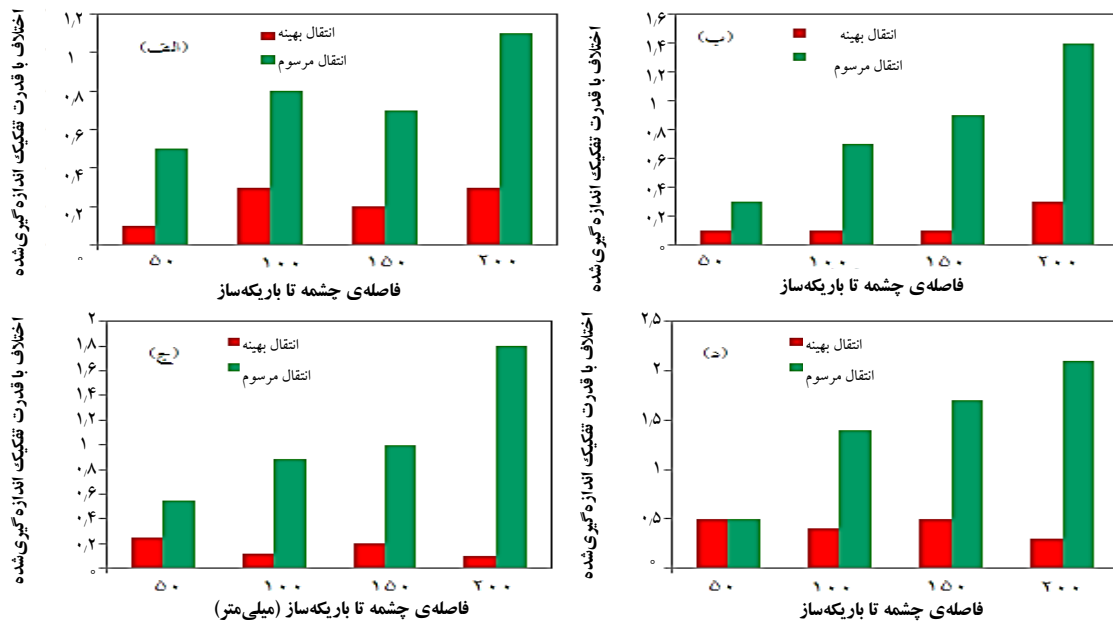 اختلاف با قدرت تفکیک اندازه گیری‌شده
(الف)
انتقال بهینه
انتقال مرسوم
۱٫۲
۱
۰٫۸
۰٫۶
۰٫۴
۰٫۲
۰
۵۰ ۱۰۰ ۱۵۰ ۲۰۰
فاصله‌ی چشمه تا باریکه‌ساز
اختلاف با قدرت تفکیک اندازه گیری‌شده
(ب)
انتقال بهینه
انتقال مرسوم
۱٫۶
۱٫۴
۱٫۲
۱
۰٫۸
۰٫۶
۰٫۴
۰٫۲
۰
۵۰ ۱۰۰ ۱۵۰ ۲۰۰
فاصله‌ی چشمه تا باریکه‌ساز
اختلاف با قدرت تفکیک اندازه گیری‌شده
(ج)
انتقال بهینه
انتقال مرسوم
۲
۱٫۸
۱٫۶
۱٫۴
۱٫۲
۱
۰٫۸
۰٫۶
۰٫۴
۰٫۲
۰
۵۰ ۱۰۰ ۱۵۰ ۲۰۰
فاصله‌ی چشمه تا باریکه‌ساز (میلی‌متر)
اختلاف با قدرت تفکیک اندازه گیری‌شده
(د)
انتقال بهینه
انتقال مرسوم
۲٫۵
۲
۱٫۵
۱
۰٫۵
۰
۵۰ ۱۰۰ ۱۵۰ ۲۰۰
فاصله‌ی چشمه تا باریکه‌ساز